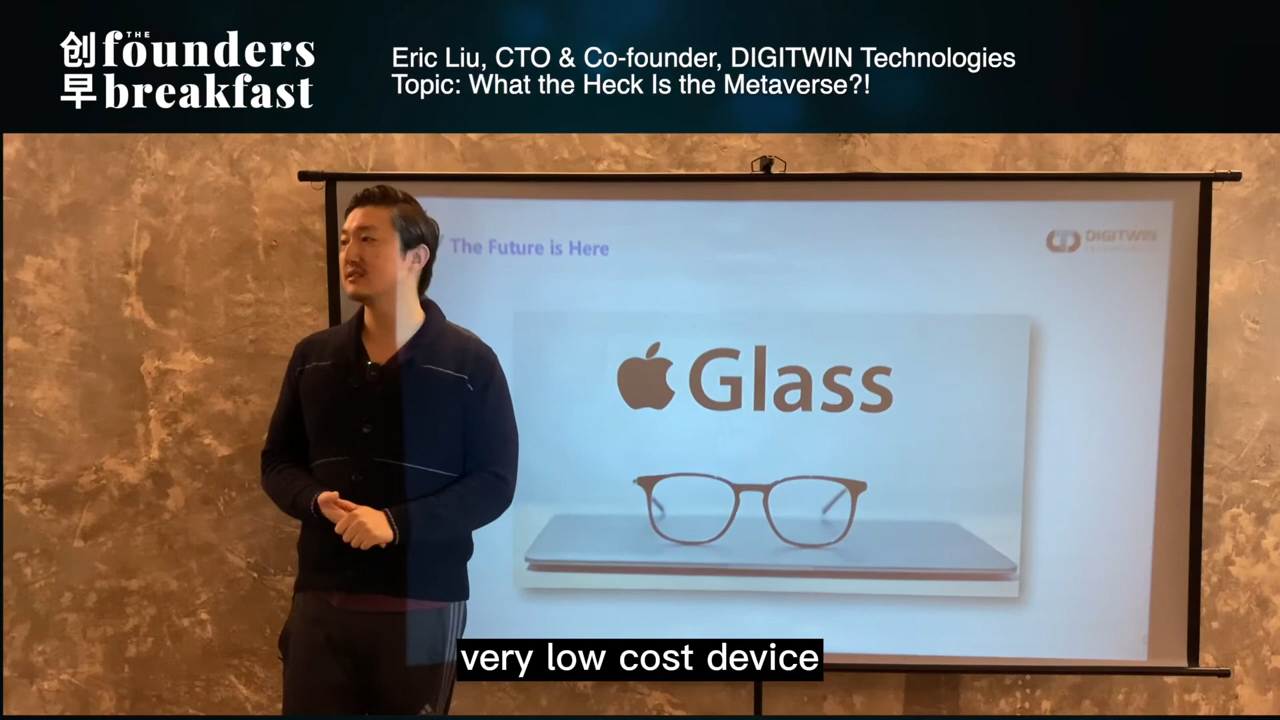 创 THE founders
早 breakfast
Eric Liu, CTO & Co-founder, DIGITWIN Technologies
Topic: What the Heck Is the Metaverse?!
The Future is Here
DIGITWIN
Glass
very low cost device